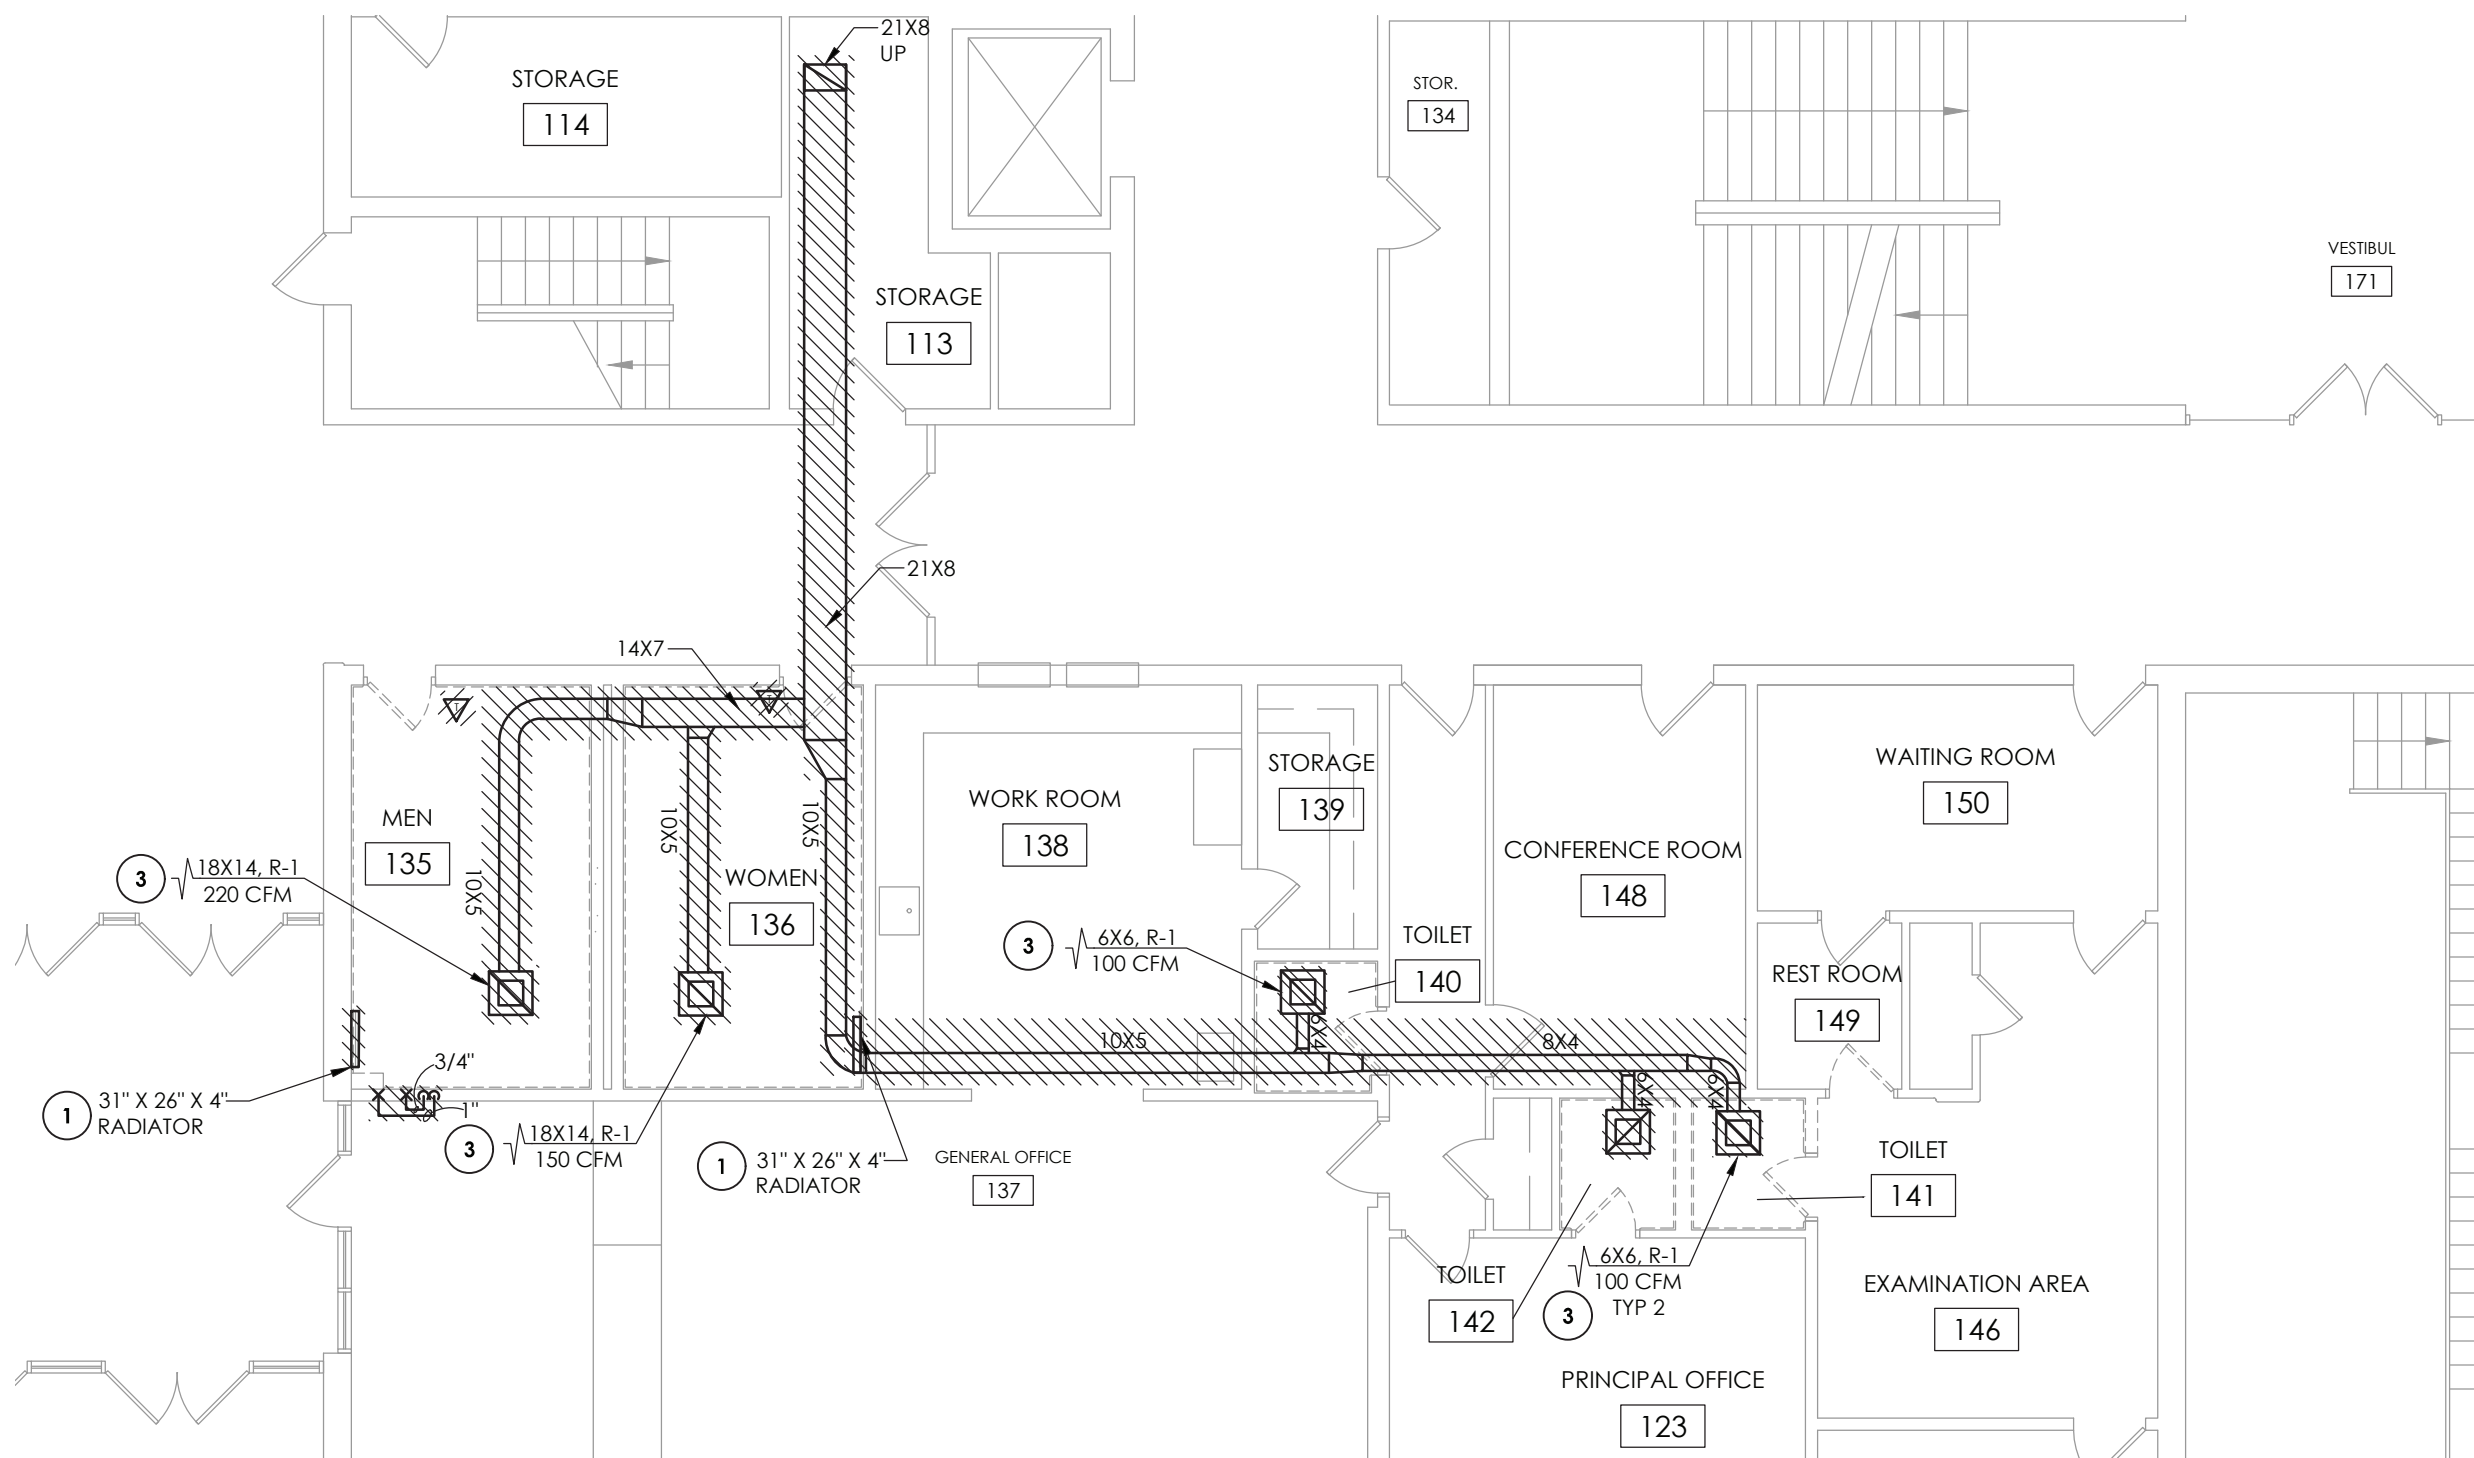 21X8
UP
STORAGE
114
STOR.
134
VESTIBUL
171
STORAGE
113
21X8
14X7
STORAGE
139
WAITING ROOM
150
WORK ROOM
138
MEN
135
10X5
10X5
10X5
CONFERENCE ROOM
148
3
18X14, R-1
220 CFM
WOMEN
136
3
6X6, R-1
100 CFM
TOILET
140
REST ROOM
149
6X4
10X5
8X4
3/4"
1"
1
31" X 26" X 4"
RADIATOR
6X4
6X4
3
18X14, R-1
150 CFM
1
31" X 26" X 4"
RADIATOR
GENERAL OFFICE
137
TOILET
141
TOILET
142
6X6, R-1
100 CFM
TYP 2
3
EXAMINATION AREA
146
PRINCIPAL OFFICE
123